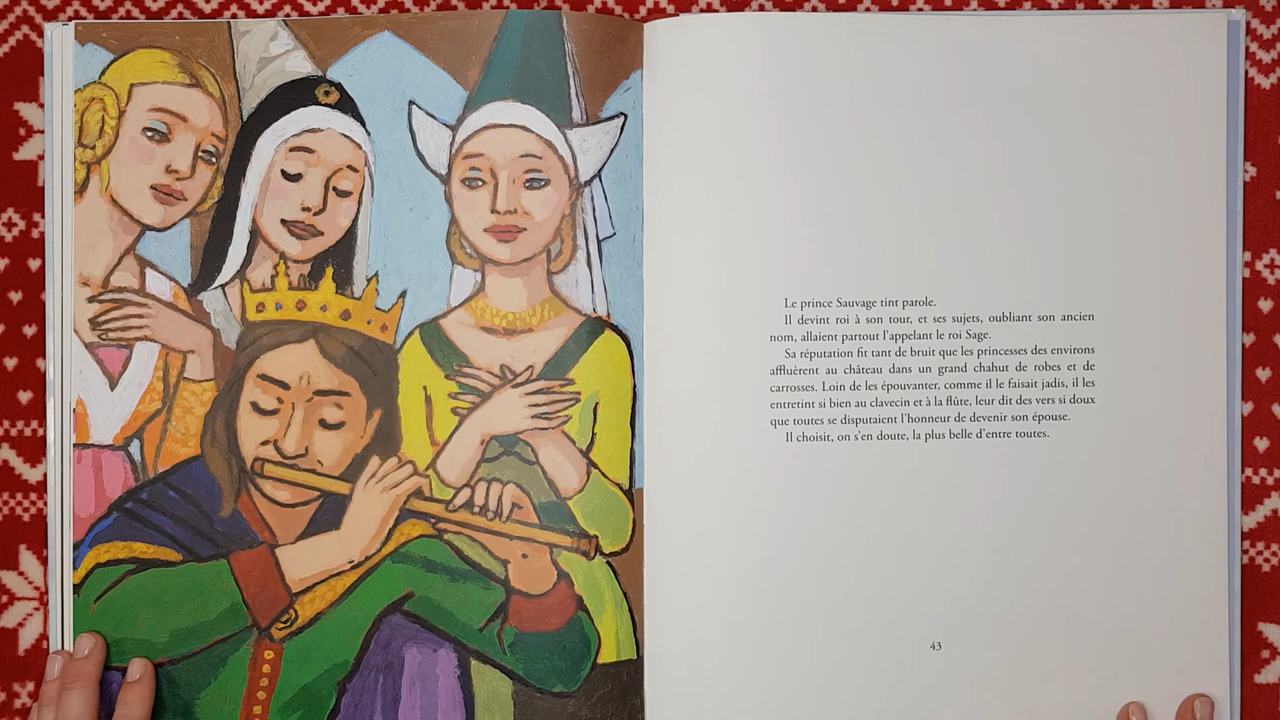 Le prince Sauvage tint parole.
Il devint roi à son tour, et ses sujets, oubliant son ancien
nom, allaient partout l'appelant le roi Sage.
Sa réputation fit tant de bruit que les princesses des environs
affluèrent au château dans un grand chahut de robes et de
carrosses. Loin de les épouvanter, comme il le faisait jadis, il les
entretint si bien au clavecin et à la flûte, leur dit des vers si doux
que toutes se disputaient l'honneur de devenir son épouse.
Il choisit, on s'en doute, la plus belle d'entre toutes.
43